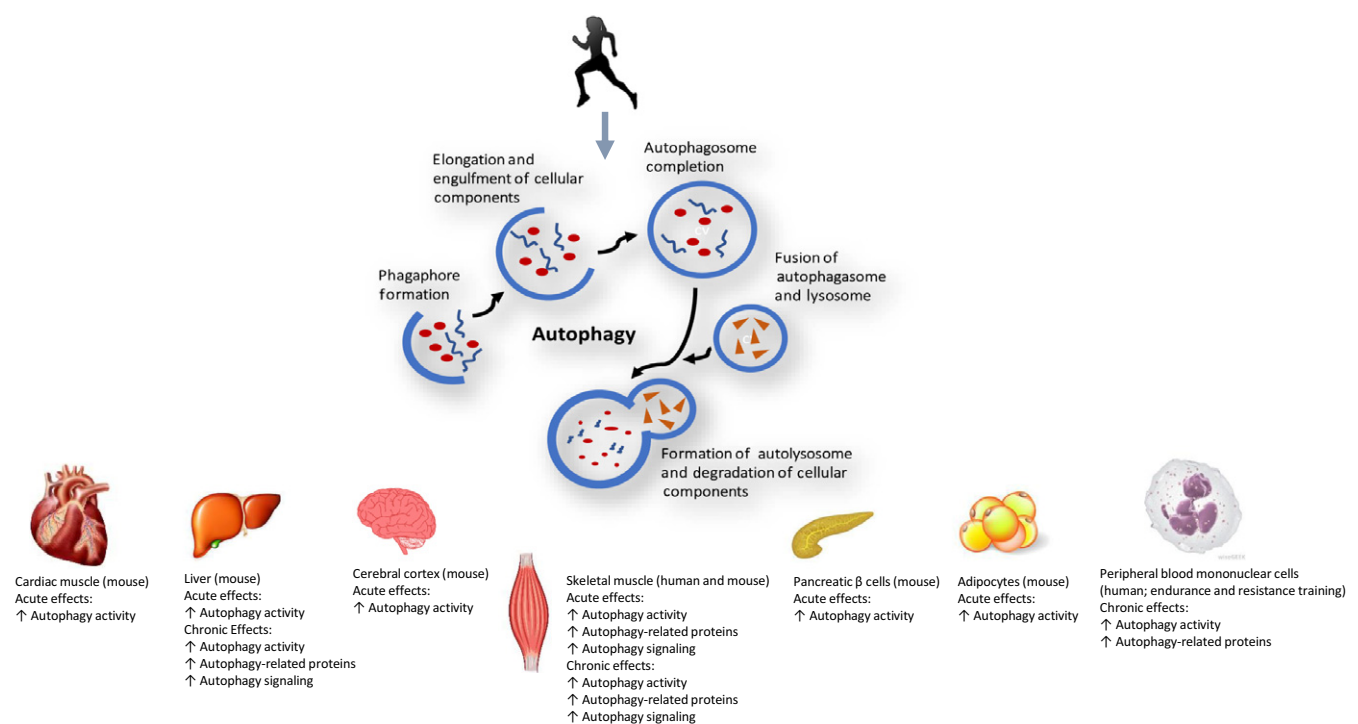 Elongation and
engulfment of cellular
components
Autophagosome
completion
CV
Phagaphore
formation
Fusion of
autophagasome
and lysosome
Autophagy
Formation of autolysosome
and degradation of cellular
components
Cardiac muscle (mouse)
Acute effects:
↑ Autophagy activity
Liver (mouse)
Acute effects:
↑ Autophagy activity
Chronic Effects:
↑ Autophagy activity
↑ Autophagy-related proteins
↑ Autophagy signaling
Cerebral cortex (mouse)
Acute effects:
↑ Autophagy activity
Skeletal muscle (human and mouse)
Acute effects:
↑ Autophagy activity
↑ Autophagy-related proteins
↑ Autophagy signaling
Chronic effects:
↑ Autophagy activity
↑ Autophagy-related proteins
↑ Autophagy signaling
Pancreatic β cells (mouse)
Acute effects:
↑ Autophagy activity
Adipocytes (mouse)
Acute effects:
↑ Autophagy activity
Peripheral blood mononuclear cells
(human; endurance and resistance training)
Chronic effects:
↑ Autophagy activity
↑ Autophagy-related proteins